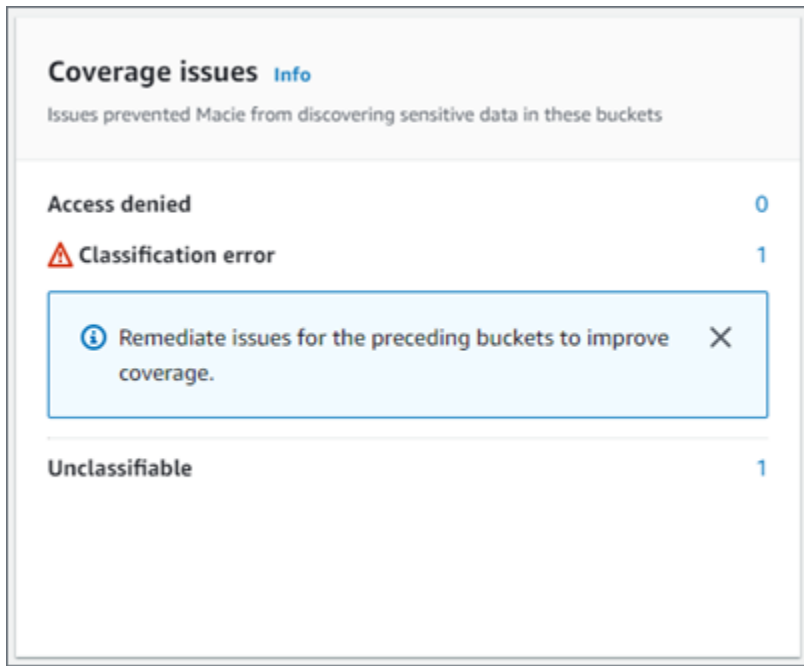 Coverage issues Info
Issues prevented Macie from discovering sensitive data in these buckets
Access denied 0
Classification error 1
Remediate issues for the preceding buckets to improve
coverage.
Unclassifiable 1